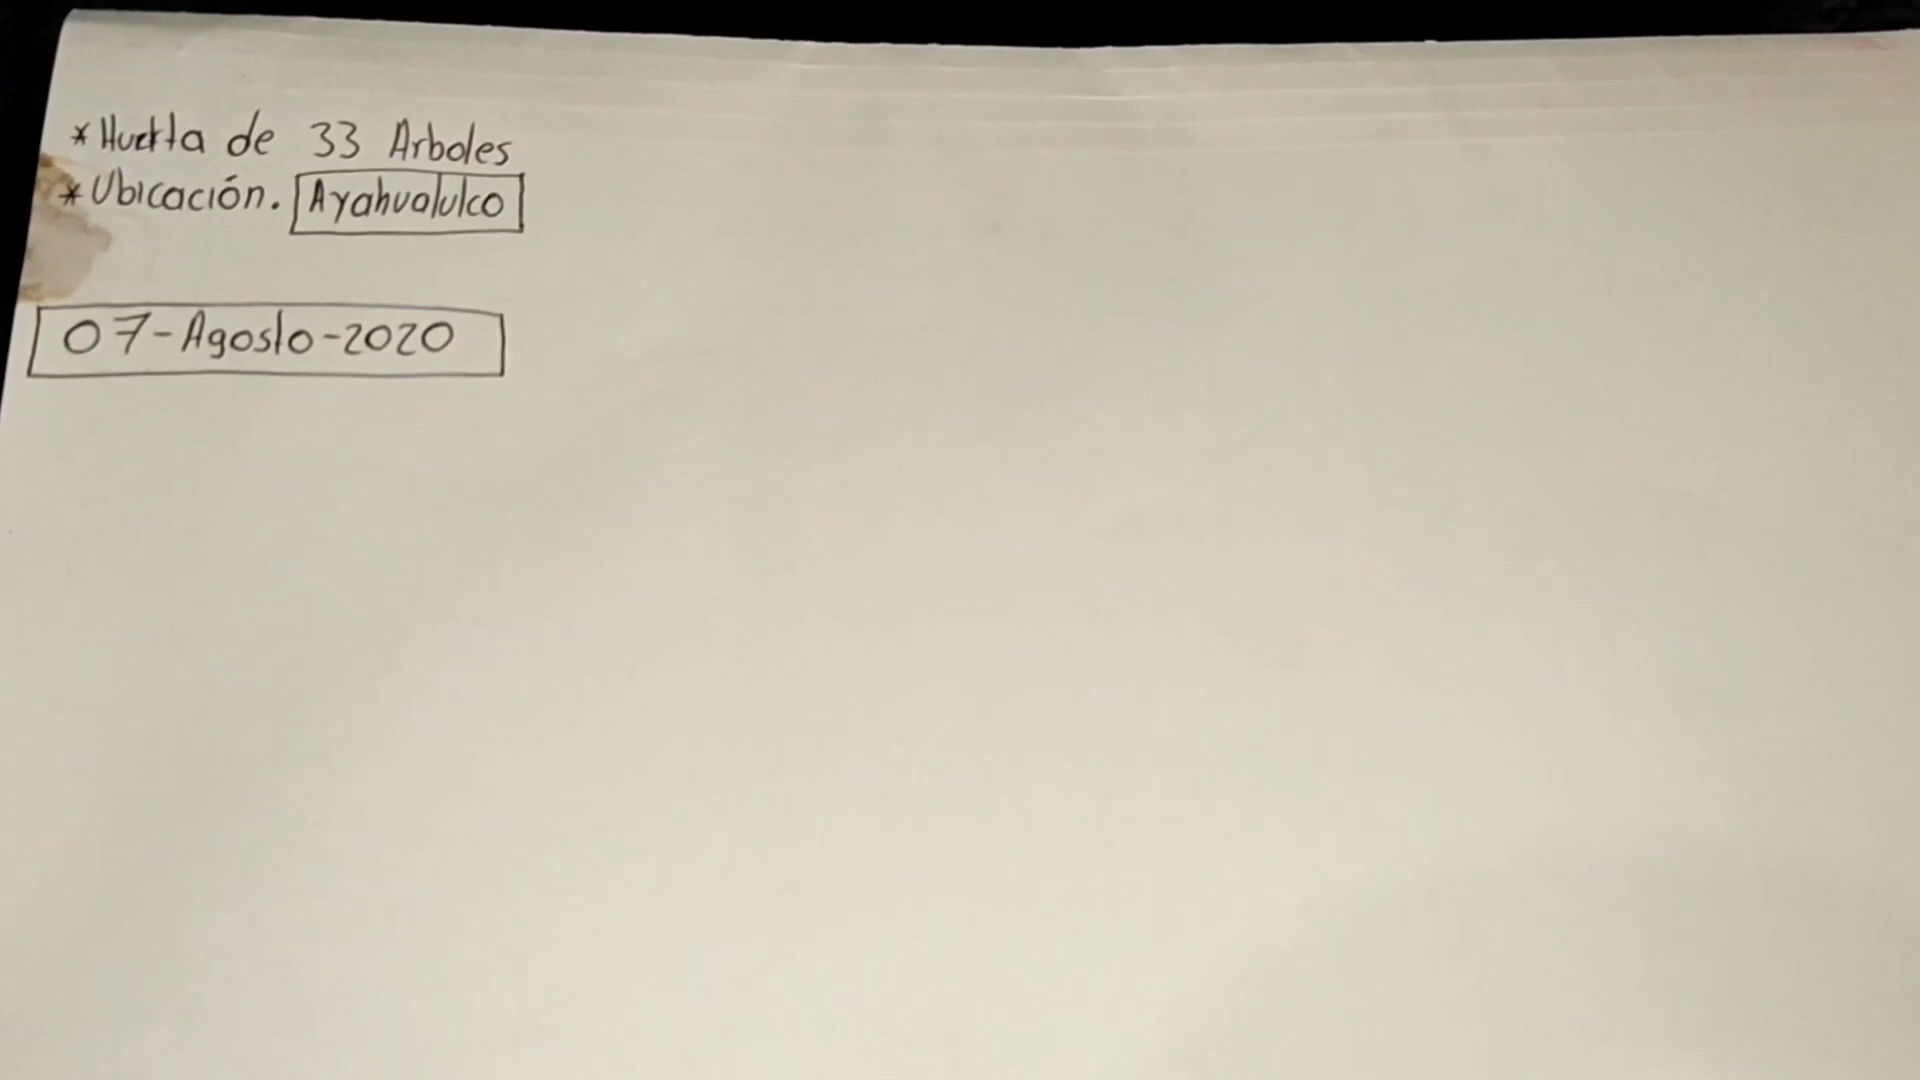 * Huerta de 33 Arboles
* Ubicación. Ayahualulco
07-Agosto-2020